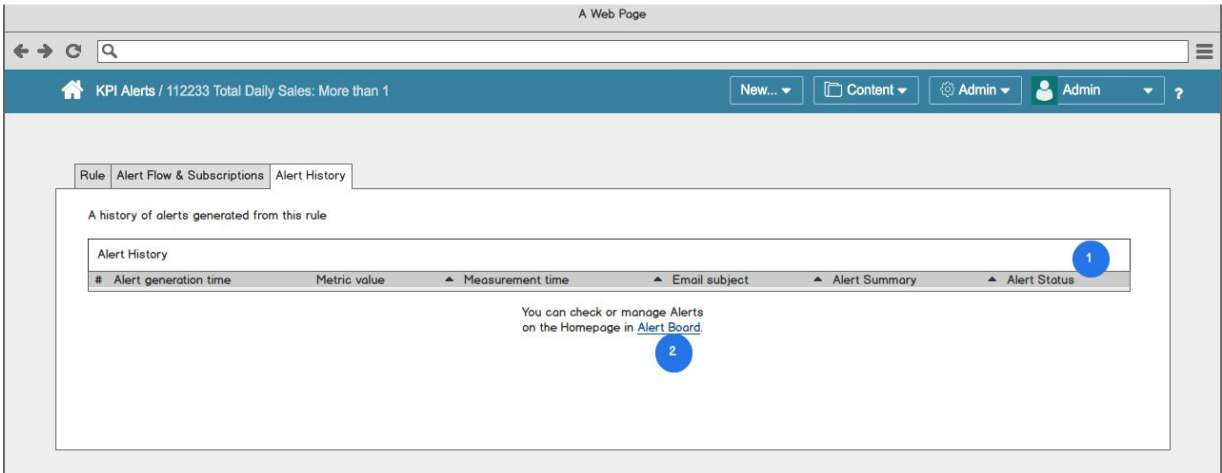 A Web Page
KPI Alerts / 112233 Total Daily Sales: More than 1
New...
Content
Admin
Admin
?
Rule
Alert Flow & Subscriptions
Alert History
A history of alerts generated from this rule
Alert History
1
# Alert generation time Metric value Measurement time Email subject Alert Summary Alert Status
You can check or manage Alerts
on the Homepage in Alert Board.
2